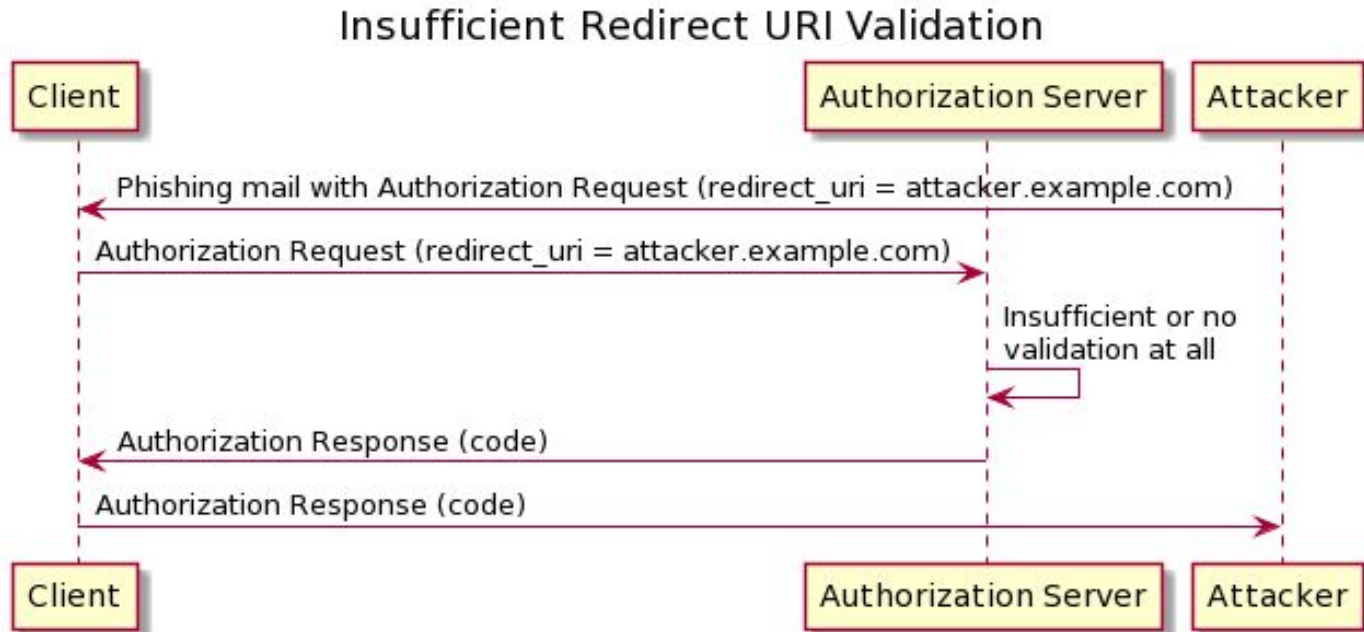 Insufficient Redirect URI Validation
Client
Authorization Server
Attacker
Phishing mail with Authorization Request (redirect_uri = attacker.example.com)
Authorization Request (redirect_uri = attacker.example.com)
Insufficient or no
validation at all
Authorization Response (code)
Authorization Response (code)
Client
Authorization Server
Attacker